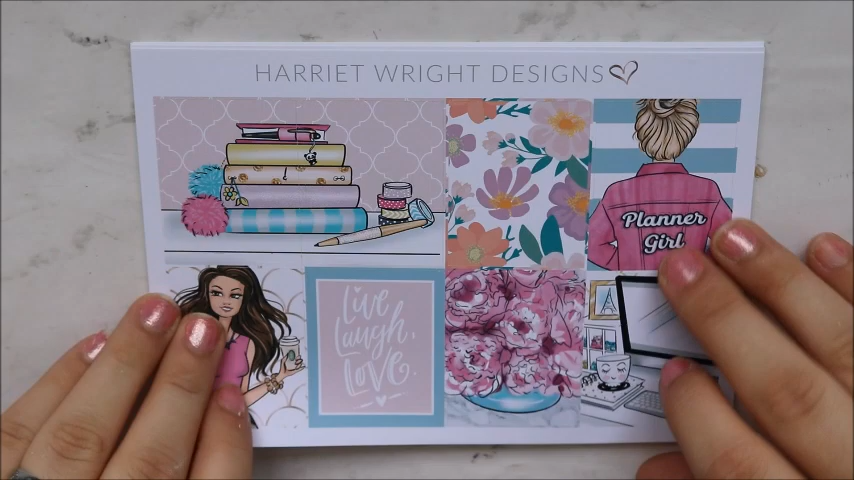 HARRIET WRIGHT DESIGNS
Planner
Girl
live
laugh,
LOVE.